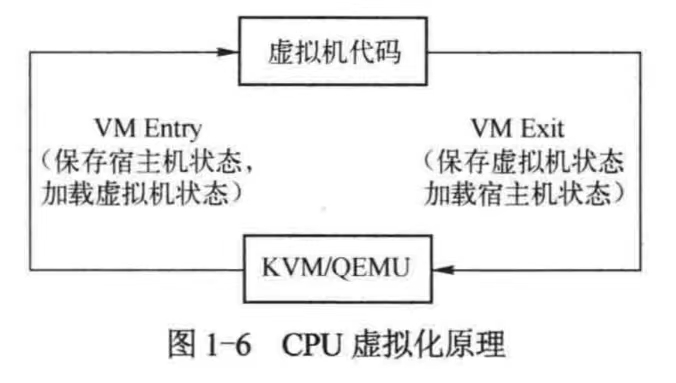 虚拟机代码
VM Entry
（保存宿主机状态，
加载虚拟机状态）
VM Exit
（保存虚拟机状态
加载宿主机状态）
KVM/QEMU
图 1-6 CPU 虚拟化原理